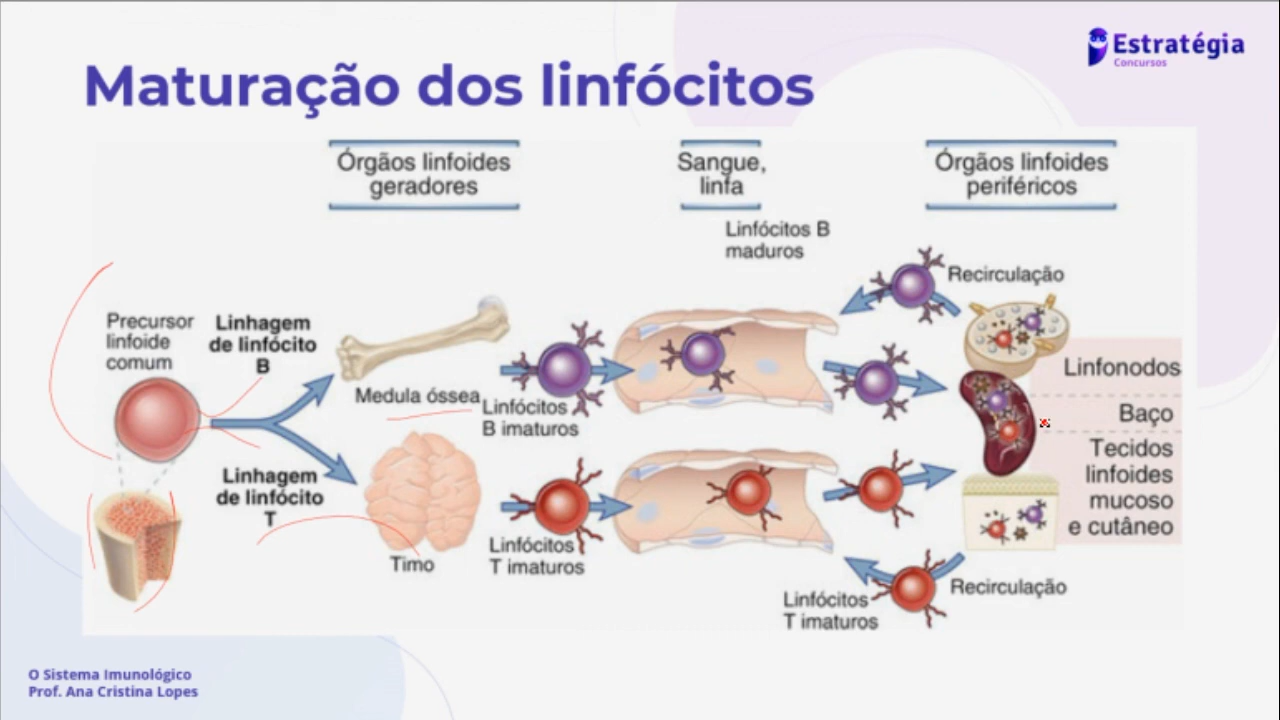 Estratégia
Concursos
Maturação dos linfócitos
Órgãos linfoides
geradores
Sangue,
linfa
Órgãos linfoides
periféricos
Linfócitos B
maduros
Recirculação
Precursor
linfoide
comum
Linhagem
de linfócito
B
Medula óssea
Linfócitos
B imaturos
Linfonodos
Baço
Tecidos
linfoides
mucoso
e cutâneo
Linhagem
de linfócito
T
Timo
Linfócitos
T imaturos
Linfócitos
T imaturos
Recirculação
O Sistema Imunológico
Prof. Ana Cristina Lopes